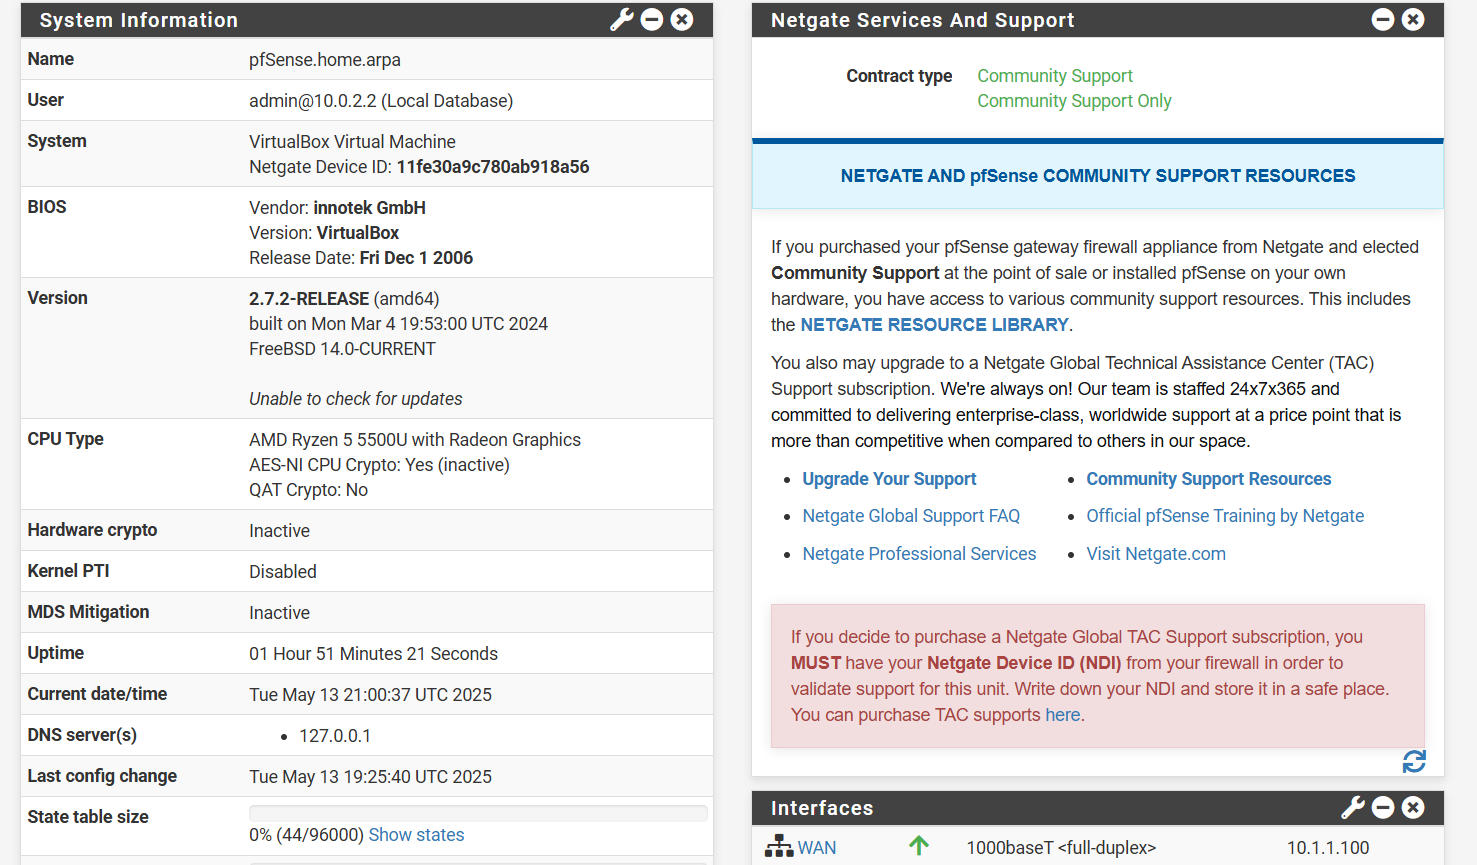 System Information
Name pfSense.home.arpa
User admin@10.0.2.2 (Local Database)
System VirtualBox Virtual Machine
Netgate Device ID: 11fe30a9c780ab918a56
BIOS Vendor: innotek GmbH
Version: VirtualBox
Release Date: Fri Dec 1 2006
Version 2.7.2-RELEASE (amd64)
built on Mon Mar 4 19:53:00 UTC 2024
FreeBSD 14.0-CURRENT
Unable to check for updates
CPU Type AMD Ryzen 5 5500U with Radeon Graphics
AES-NI CPU Crypto: Yes (inactive)
QAT Crypto: No
Hardware crypto Inactive
Kernel PTI Disabled
MDS Mitigation Inactive
Uptime 01 Hour 51 Minutes 21 Seconds
Current date/time Tue May 13 21:00:37 UTC 2025
DNS server(s) • 127.0.0.1
Last config change Tue May 13 19:25:40 UTC 2025
State table size
0% (44/96000) Show states
Netgate Services And Support
Contract type Community Support
Community Support Only
NETGATE AND pfSense COMMUNITY SUPPORT RESOURCES
If you purchased your pfSense gateway firewall appliance from Netgate and elected
Community Support at the point of sale or installed pfSense on your own
hardware, you have access to various community support resources. This includes
the NETGATE RESOURCE LIBRARY.
You also may upgrade to a Netgate Global Technical Assistance Center (TAC)
Support subscription. We're always on! Our team is staffed 24x7x365 and
committed to delivering enterprise-class, worldwide support at a price point that is
more than competitive when compared to others in our space.
• Upgrade Your Support
• Netgate Global Support FAQ
• Netgate Professional Services
• Community Support Resources
• Official pfSense Training by Netgate
• Visit Netgate.com
If you decide to purchase a Netgate Global TAC Support subscription, you
MUST have your Netgate Device ID (NDI) from your firewall in order to
validate support for this unit. Write down your NDI and store it in a safe place.
You can purchase TAC supports here.
Interfaces
WAN 1000baseT <full-duplex> 10.1.1.100